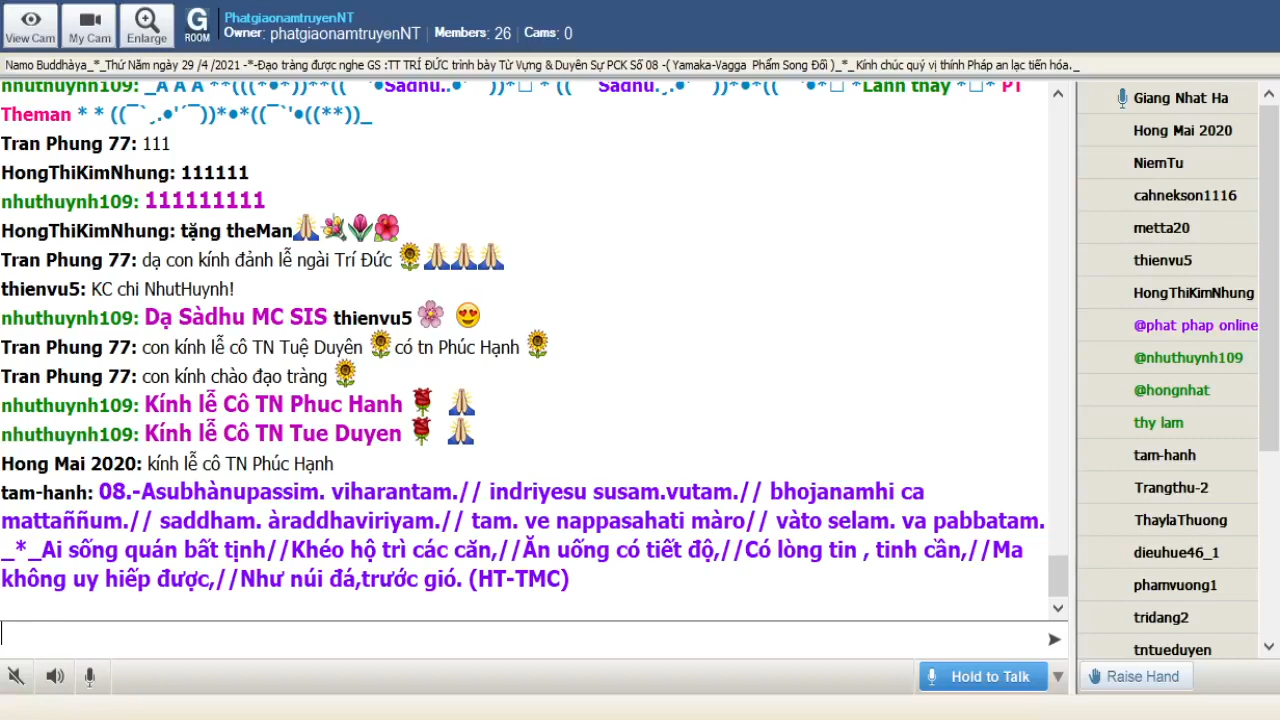 View Cam
My Cam
Enlarge
G ROOM
PhatgiaonamtruyenNT
Owner: phatgiaonamtruyenNT | Members: 26 | Cams: 0
Namo Buddhàya_*_Thứ Năm ngày 29 /4 /2021 -*-Đạo tràng được nghe GS :TT TRÍ ĐỨC trình bày Từ Vựng & Duyên Sự PCK Số 08 -( Yamaka-Vagga Phẩm Song Đối )_*_ Kính chúc quý vị thính Pháp an lạc tiến hóa._
Theman * * ((¯`¸.•'´¯))*•*((¯`'•((**))_
Tran Phung 77: 111
HongThiKimNhung: 111111
nhuthuynh109: 111111111
HongThiKimNhung: tặng theMan🙏💐🌷🌺
Tran Phung 77: dạ con kính đảnh lễ ngài Trí Đức 🌻🙏🙏🙏
thienvu5: KC chi NhutHuynh!
nhuthuynh109: Dạ Sàdhu MC SIS thienvu5 🌸 😍
Tran Phung 77: con kính lễ cô TN Tuệ Duyên 🌻có tn Phúc Hạnh 🌻
Tran Phung 77: con kính chào đạo tràng 🌻
nhuthuynh109: Kính lễ Cô TN Phuc Hanh 🌹 🙏
nhuthuynh109: Kính lễ Cô TN Tue Duyen 🌹 🙏
Hong Mai 2020: kính lễ cô TN Phúc Hạnh
tam-hanh: 08.-Asubhànupassim. viharantam.// indriyesu susam.vutam.// bhojanamhi ca
mattaññum.// saddham. àraddhaviriyam.// tam. ve nappasahati màro// vàto selam. va pabbatam.
_*_Ai sống quán bất tịnh//Khéo hộ trì các căn,//Ăn uống có tiết độ,//Có lòng tin , tinh cần,//Ma
không uy hiếp được,//Như núi đá,trước gió. (HT-TMC)
Hold to Talk
Giang Nhat Ha
Hong Mai 2020
NiemTu
cahnekson1116
metta20
thienvu5
HongThiKimNhung
@phat phap online
@nhuthuynh109
@hongnhat
thy lam
tam-hanh
Trangthu-2
ThaylaThuong
dieuhue46_1
phamvuong1
tridang2
tntueduyen
Raise Hand